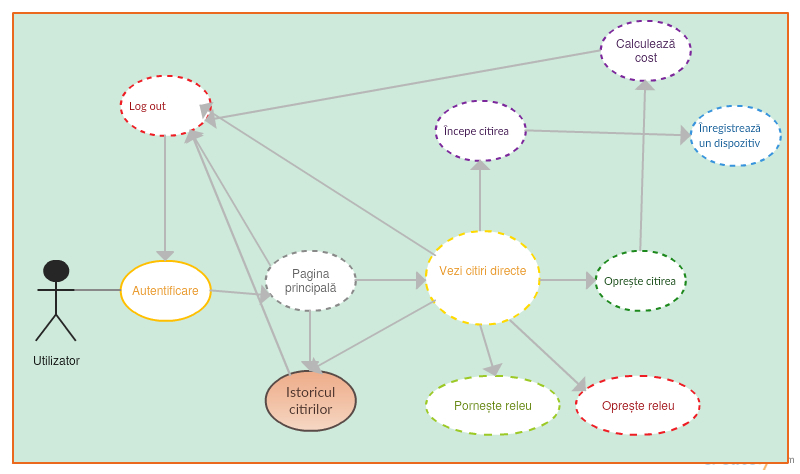 Calculează
cost
Log out
Începe citirea
Înregistrează
un dispozitiv
Vezi citiri directe
Pagina
principală
Oprește citirea
Autentificare
Utilizator
Istoricul
citirilor
Pornește releu
Oprește releu